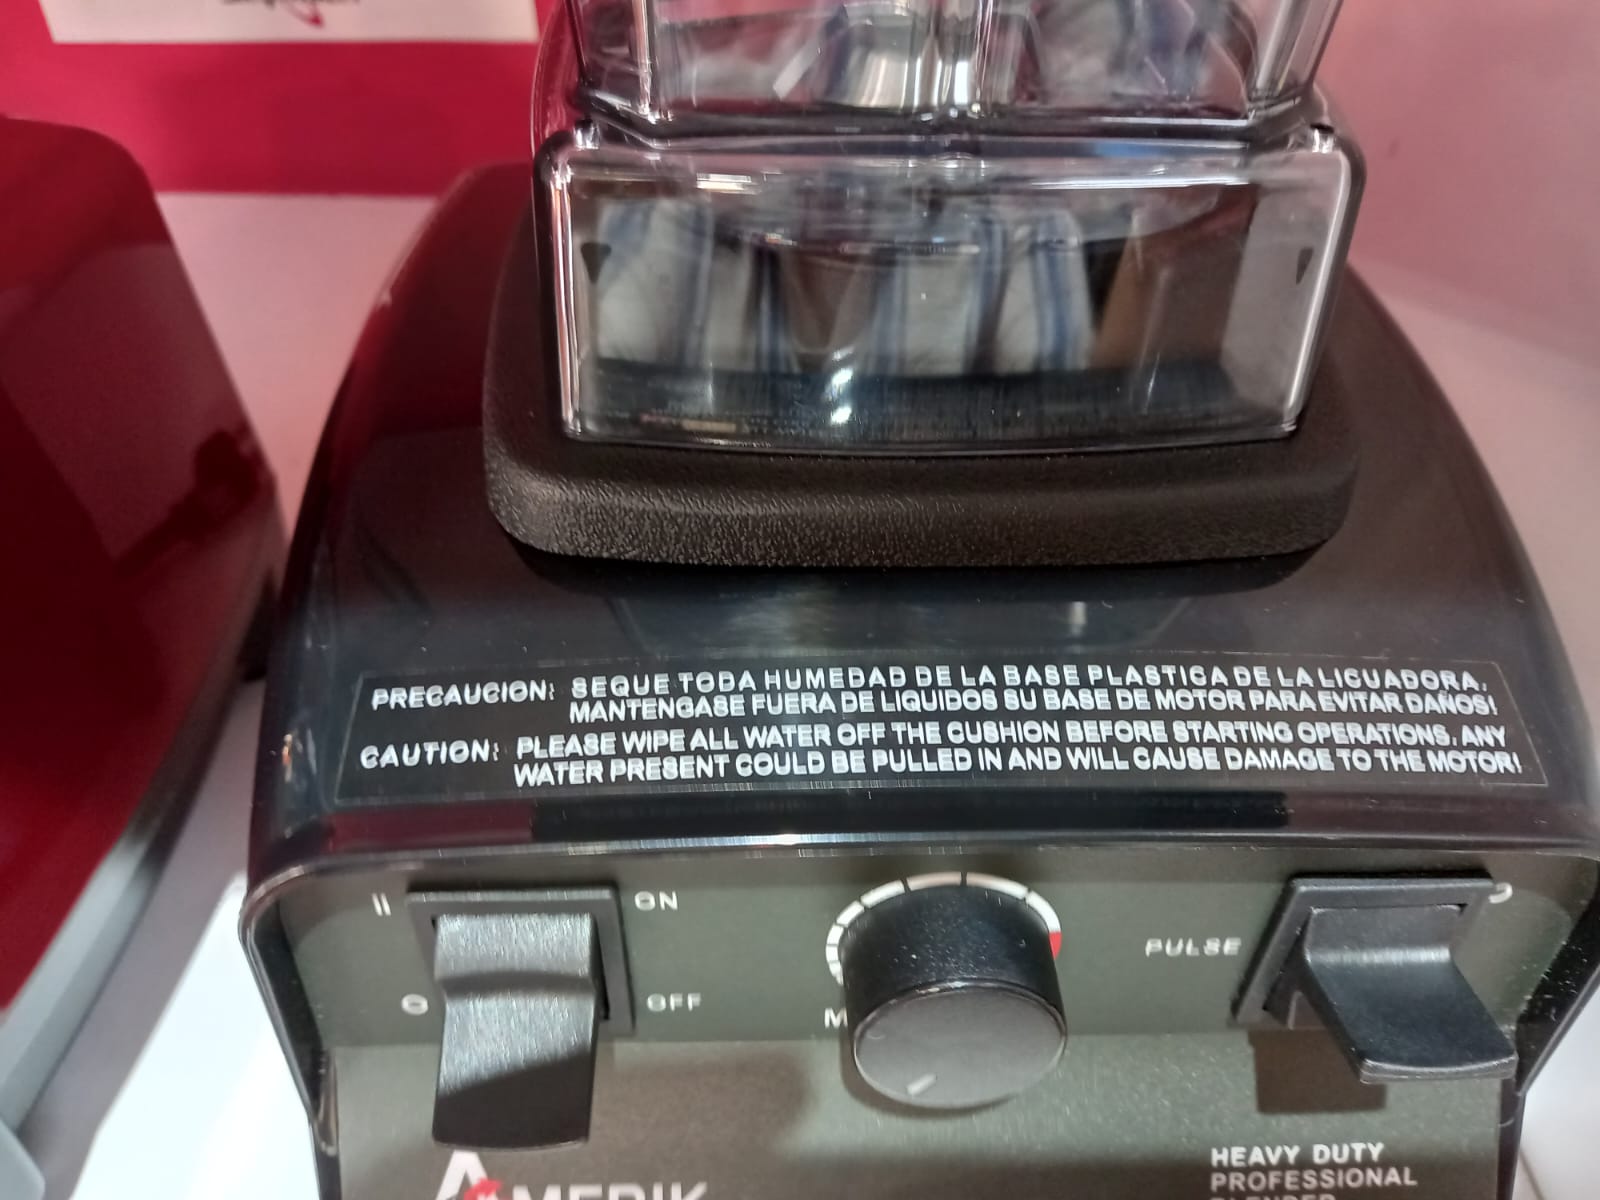 PRECAUCION: SEQUE TODA HUMEDAD DE LA BASE PLASTICA DE LA LICUADORA,
MANTENGASE FUERA DE LIQUIDOS SU BASE DE MOTOR PARA EVITAR DAÑOS!
CAUTION: PLEASE WIPE ALL WATER OFF THE CUSHION BEFORE STARTING OPERATIONS. ANY
WATER PRESENT COULD BE PULLED IN AND WILL CAUSE DAMAGE TO THE MOTOR!
ON
PULSE
OFF
HEAVY DUTY
PROFESSIONAL
BLENDER